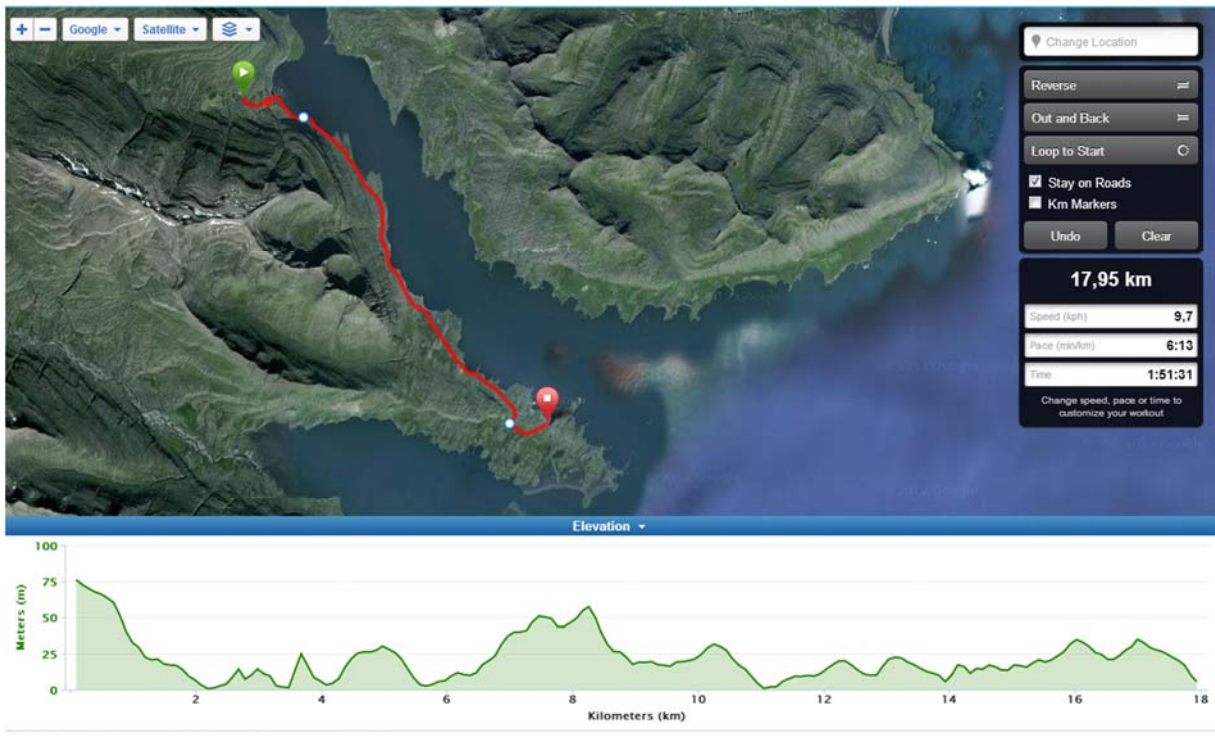 + − Google Satellite
Change Location
Reverse
Out and Back
Loop to Start
Stay on Roads
Km Markers
Undo Clear
17,95 km
Speed (kph) 9,7
Pace (min/km) 6:13
Time 1:51:31
Change speed, pace or time to
customize your workout
Elevation
100
75
50
25
0
Meters (m)
2 4 6 8 10 12 14 16 18
Kilometers (km)